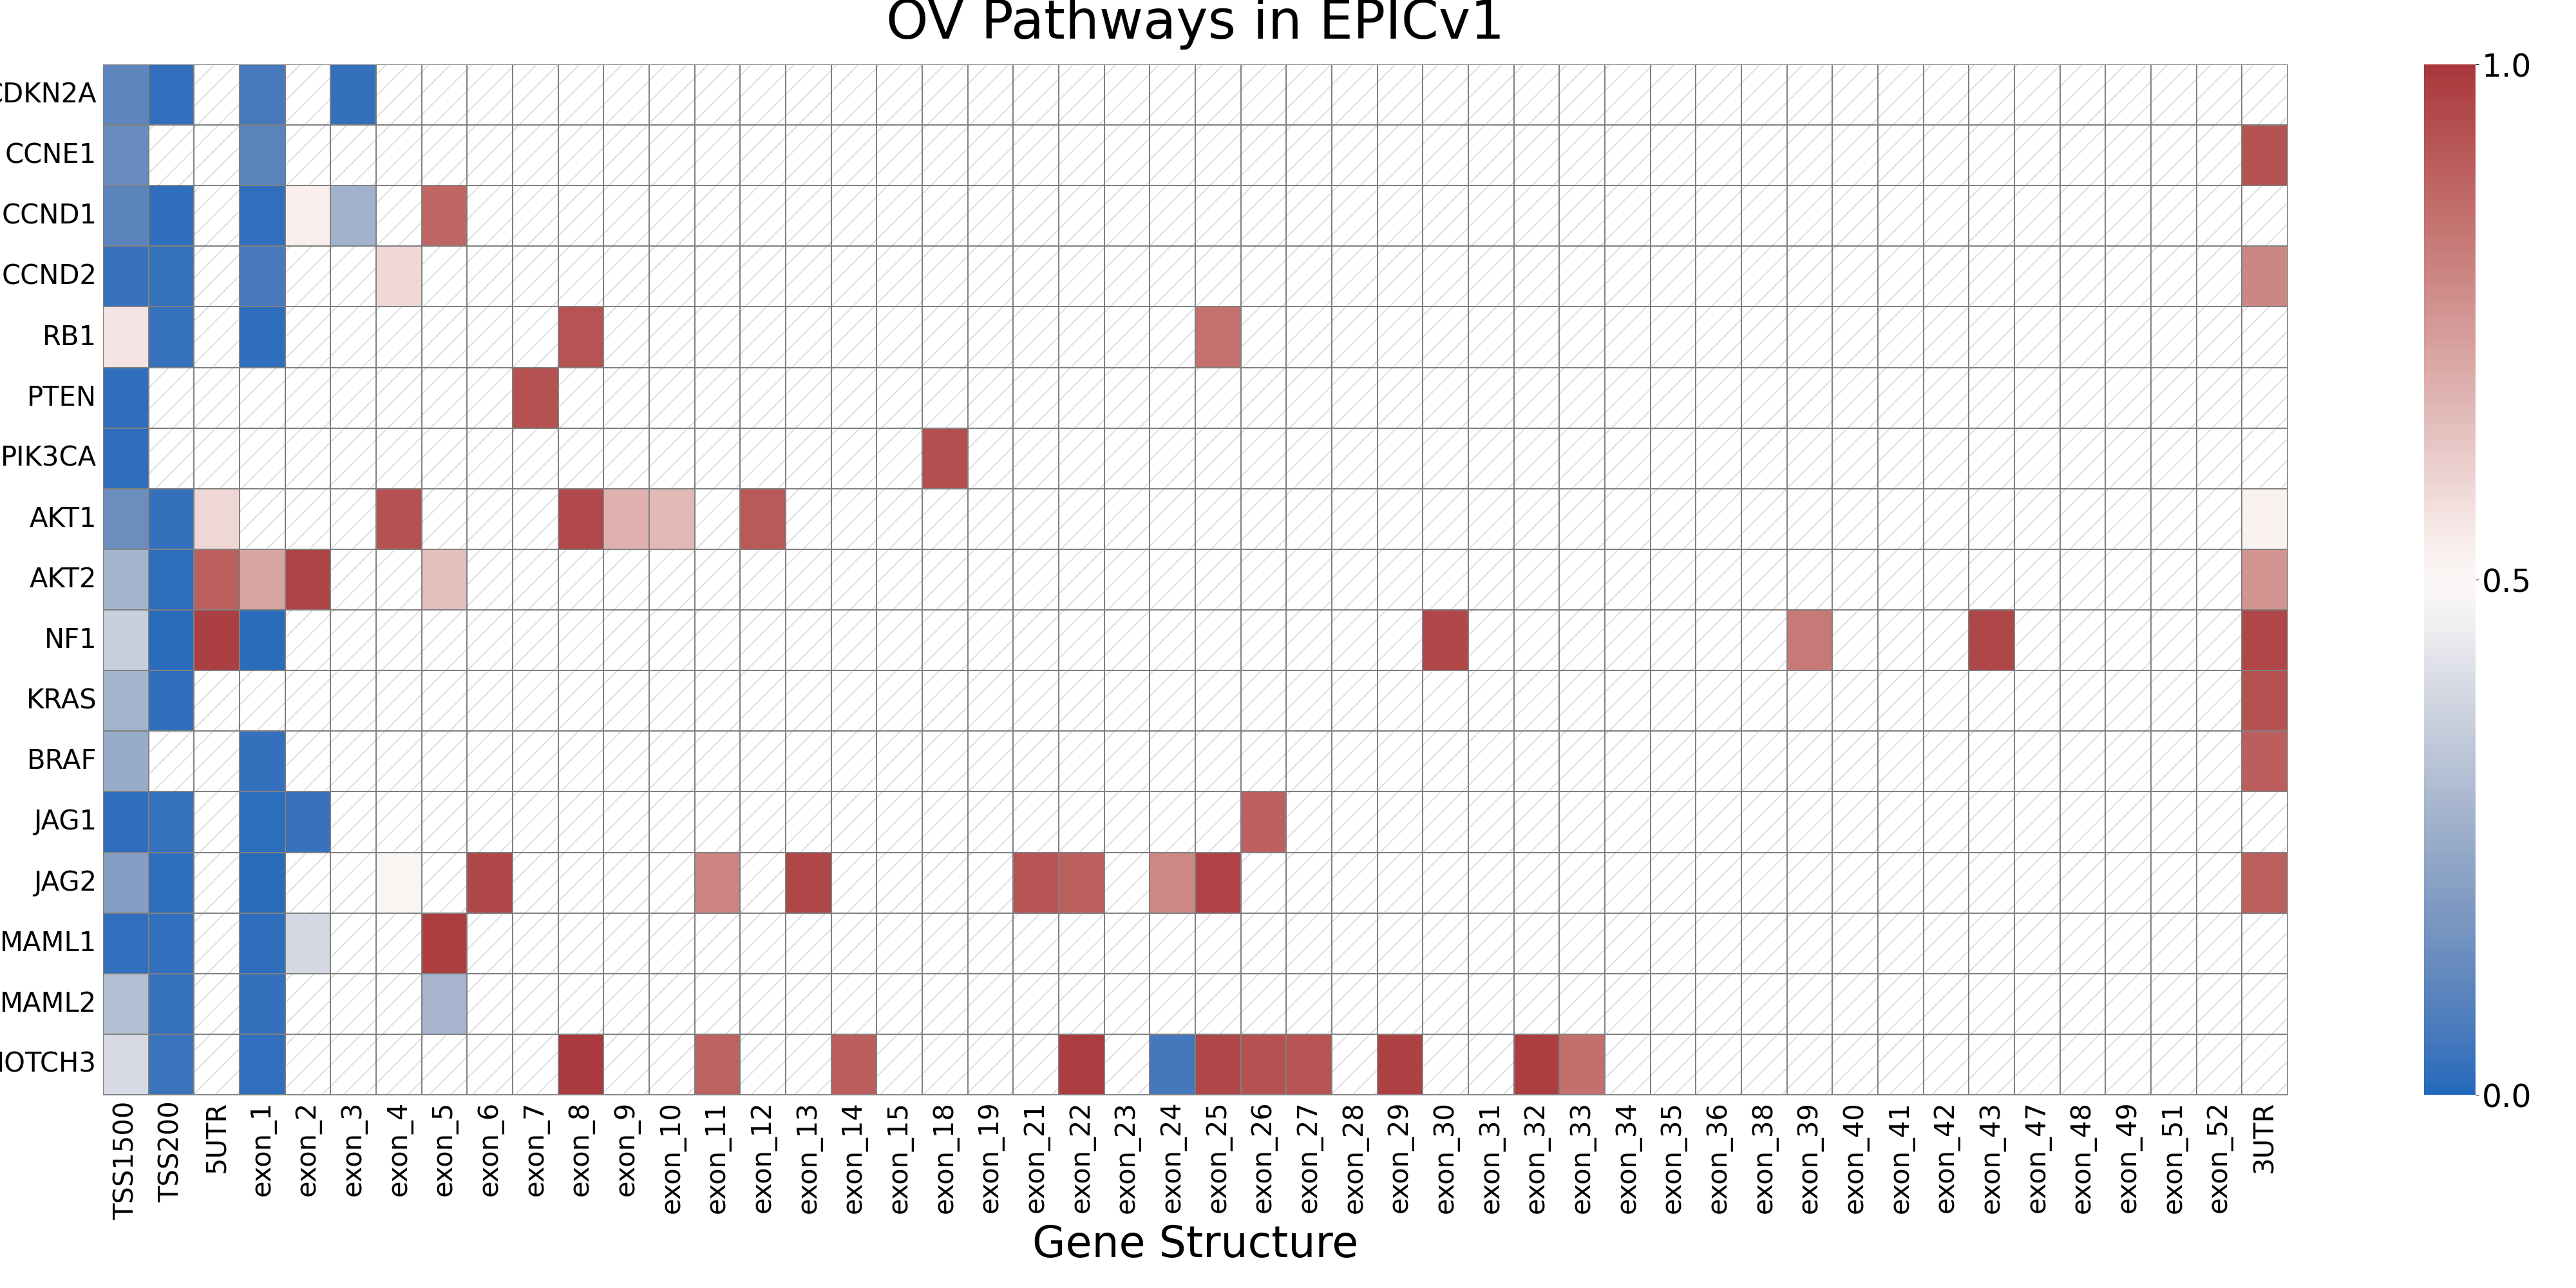 OV Pathways in EPICv1
CDKN2A
CCNE1
CCND1
CCND2
RB1
PTEN
PIK3CA
AKT1
AKT2
NF1
KRAS
BRAF
JAG1
JAG2
MAML1
MAML2
NOTCH3
TSS1500
TSS200
5UTR
exon_1
exon_2
exon_3
exon_4
exon_5
exon_6
exon_7
exon_8
exon_9
exon_10
exon_11
exon_12
exon_13
exon_14
exon_15
exon_18
exon_19
exon_21
exon_22
exon_23
exon_24
exon_25
exon_26
exon_27
exon_28
exon_29
exon_30
exon_31
exon_32
exon_33
exon_34
exon_35
exon_36
exon_38
exon_39
exon_40
exon_41
exon_42
exon_43
exon_47
exon_48
exon_49
exon_51
exon_52
3UTR
Gene Structure
1.0
0.5
0.0